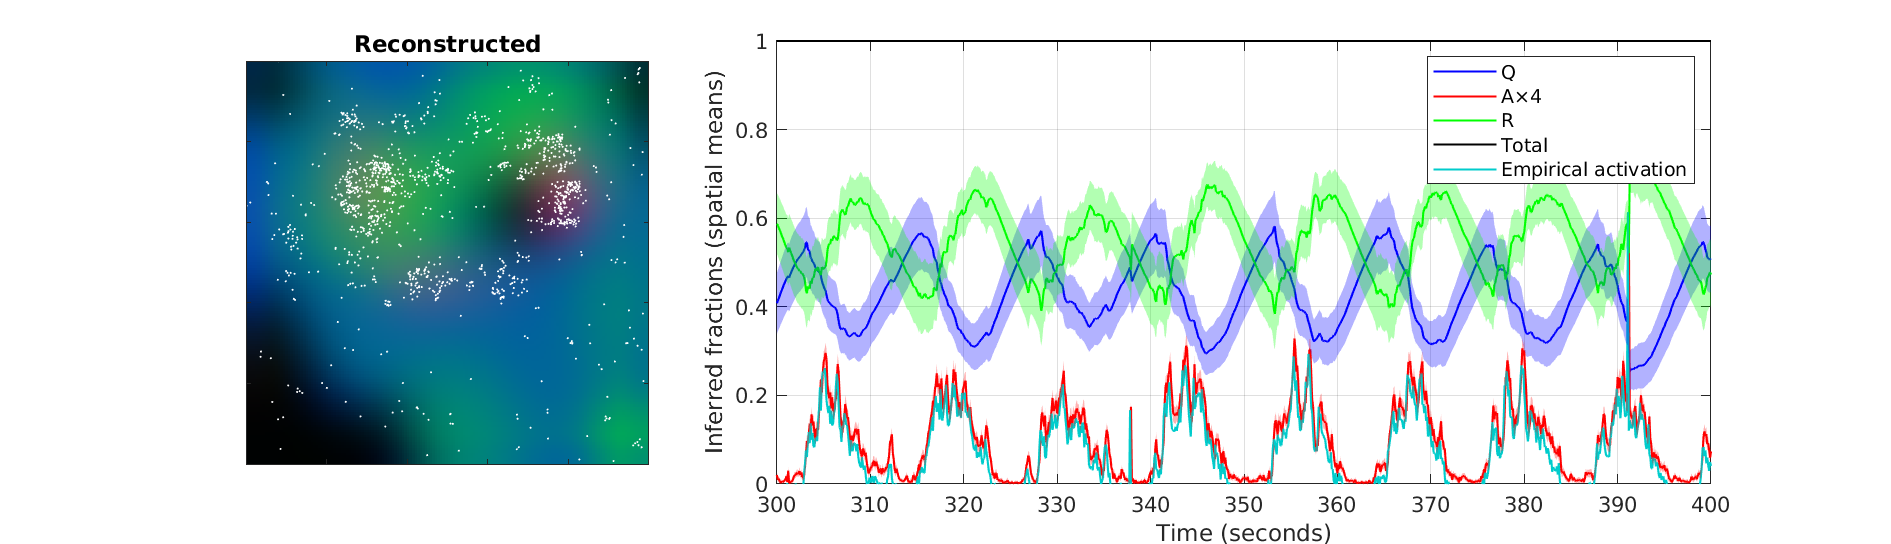 Reconstructed
Inferred fractions (spatial means)
1
0.8
0.6
0.4
0.2
0
Q
A×4
R
Total
Empirical activation
300 310 320 330 340 350 360 370 380 390 400
Time (seconds)